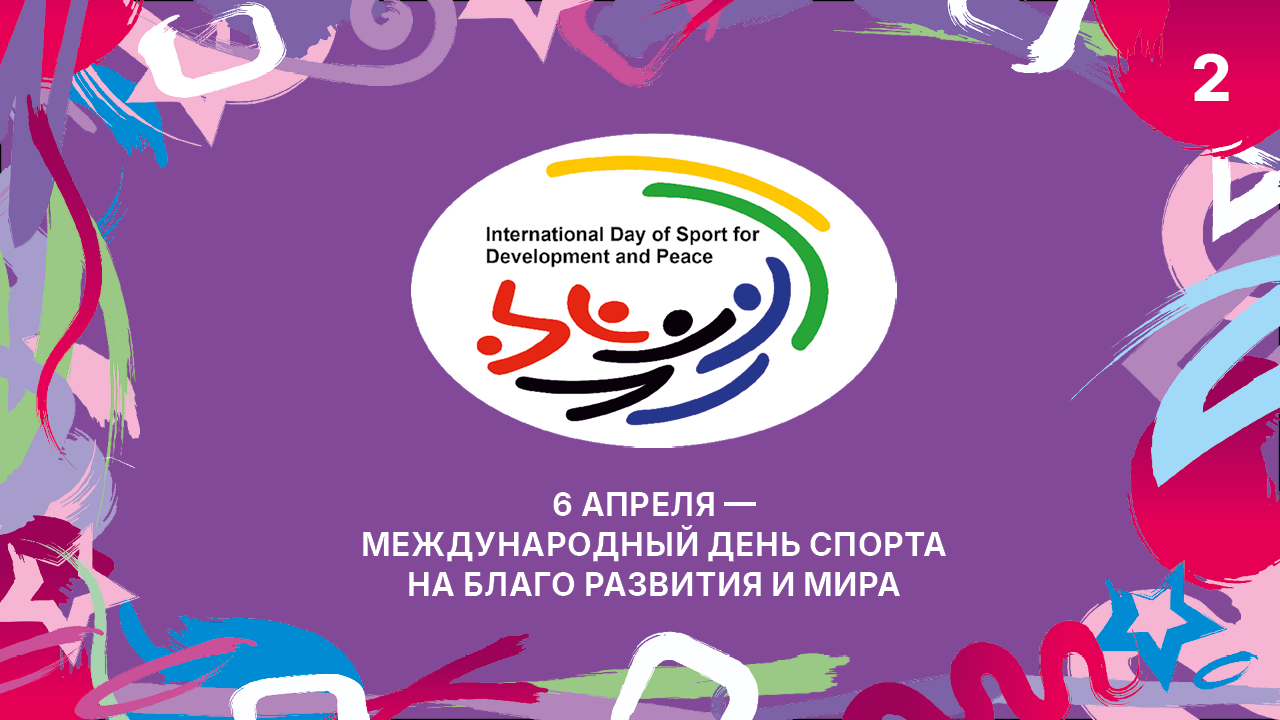 2
International Day of Sport for
Development and Peace
6 АПРЕЛЯ —
МЕЖДУНАРОДНЫЙ ДЕНЬ СПОРТА
НА БЛАГО РАЗВИТИЯ И МИРА